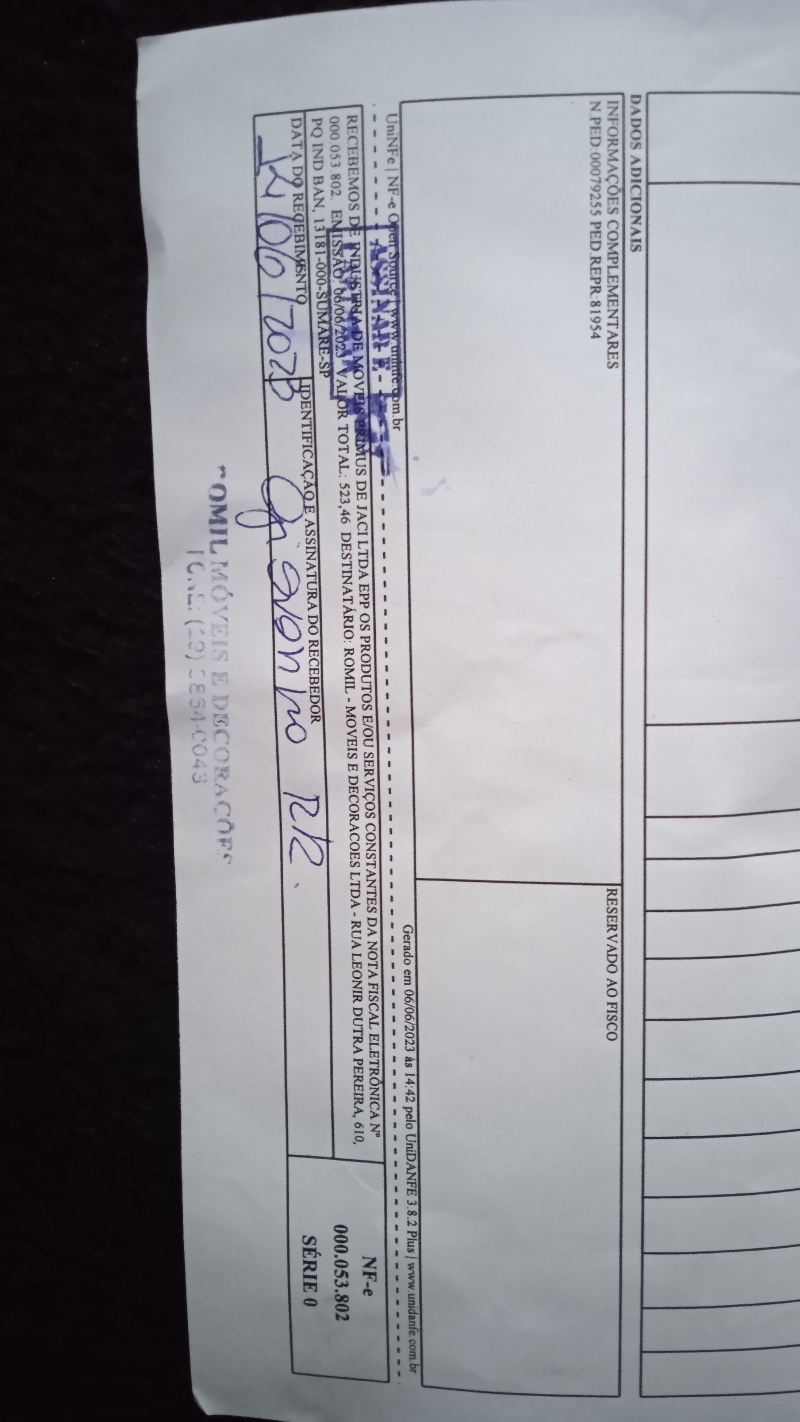 DADOS ADICIONAIS
INFORMAÇÕES COMPLEMENTARES
N.PED:00079255 PED REPR:81954
RESERVADO AO FISCO
Gerado em 06/06/2023 às 14:42 pelo UniDANFE 3.8.2 Plus | www.unidanfe.com.br
UniNFe | NF-e Open Source | www.uninfe.com.br
ASSINAR E
RECEBEMOS DE INDUSTRIA DE MOVEIS PRIMUS DE JACI LTDA EPP OS PRODUTOS E/OU SERVIÇOS CONSTANTES DA NOTA FISCAL ELETRÔNICA Nº
000.053.802. EMISSÃO: 06/06/2023 VALOR TOTAL: 523,46 DESTINATÁRIO: ROMIL - MOVEIS E DECORACOES LTDA - RUA LEONIR DUTRA PEREIRA, 610,
PQ IND BAN, 13181-000-SUMARE-SP
DATA DO RECEBIMENTO
IDENTIFICAÇÃO E ASSINATURA DO RECEBEDOR
NF-e
000.053.802
SÉRIE 0
OMIL MÓVEIS E DECORAÇÕES